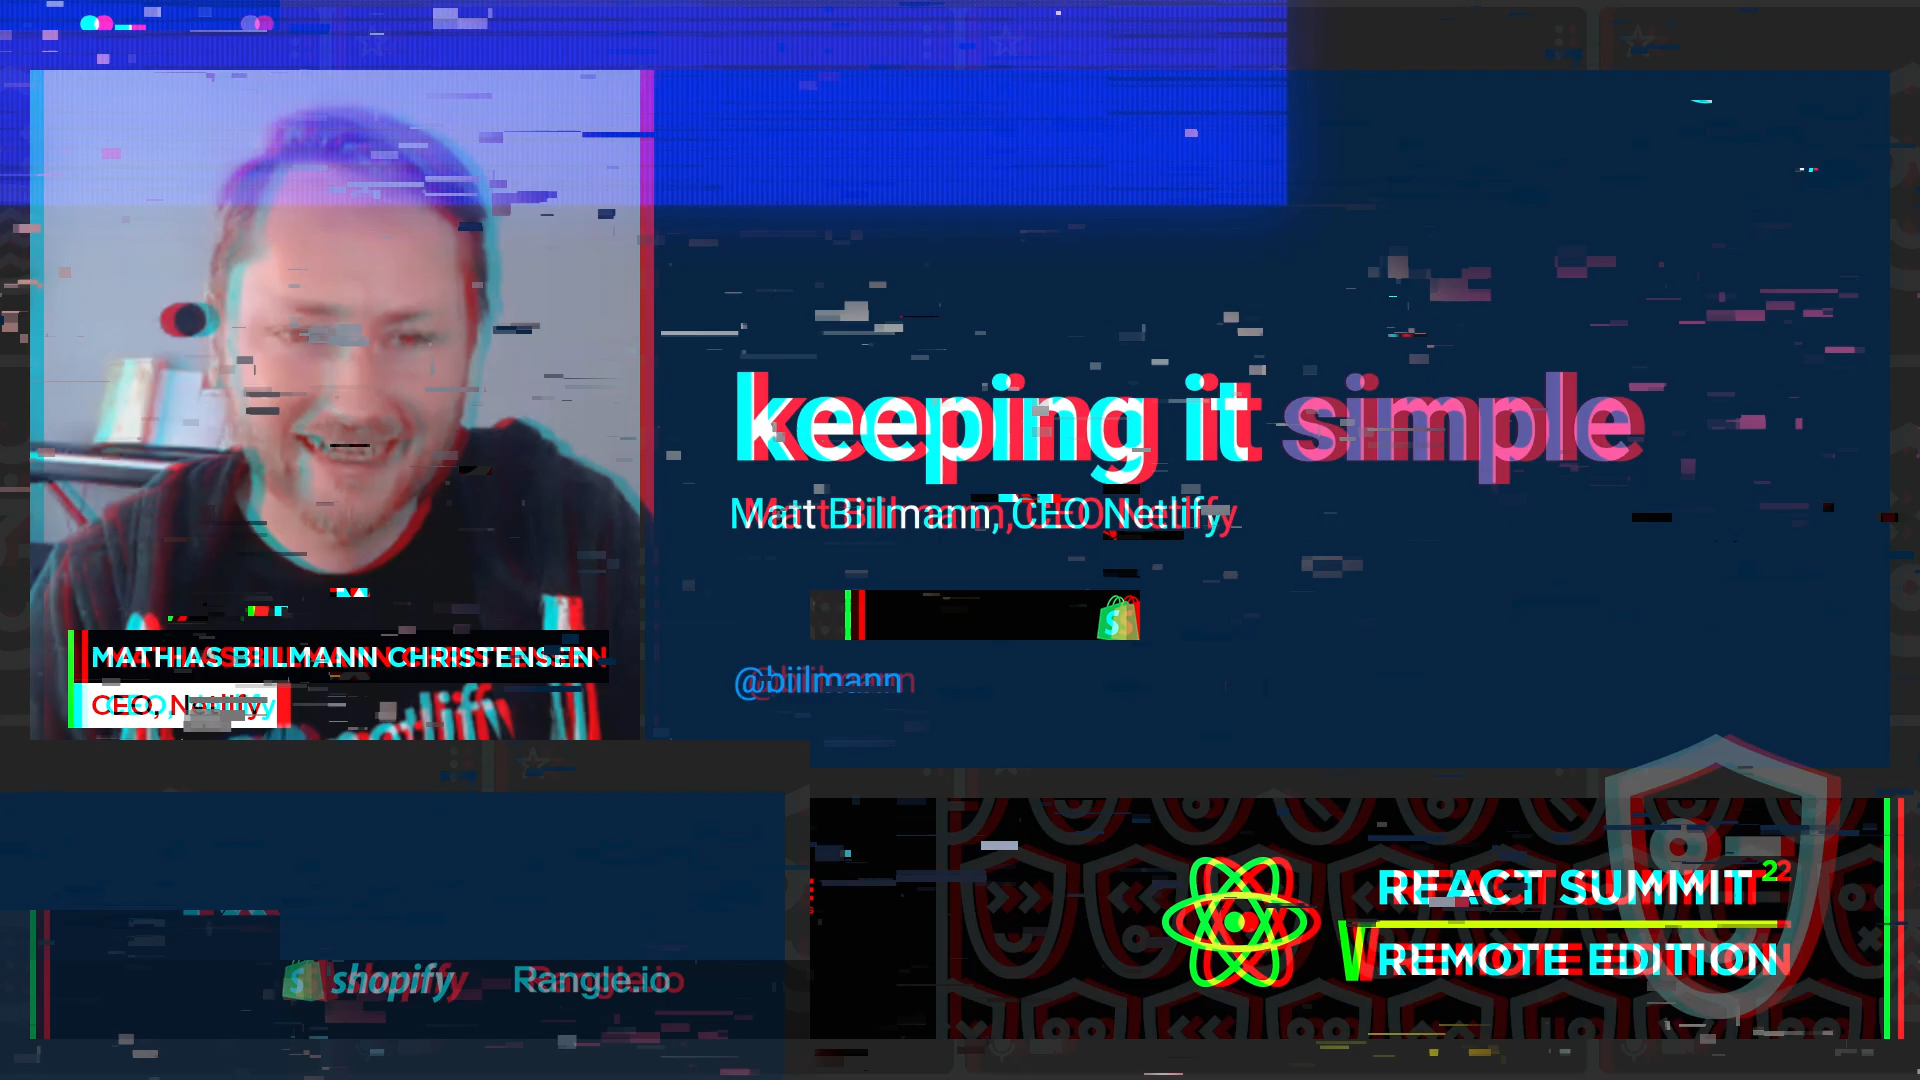 keeping it simple
Matt Biilmann, CEO Netlify
@biilmann
MATHIAS BIILMANN CHRISTENSEN
CEO, Netlify
netlify
shopify
Rangle.io
REACT SUMMIT 22
REMOTE EDITION